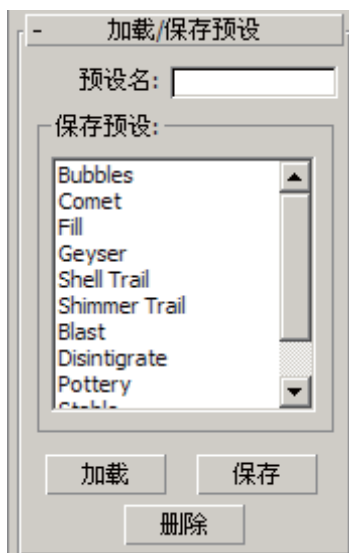 - 加载/保存预设
预设名:
保存预设:
Bubbles
Comet
Fill
Geyser
Shell Trail
Shimmer Trail
Blast
Disintigrate
Pottery
加载 保存
删除